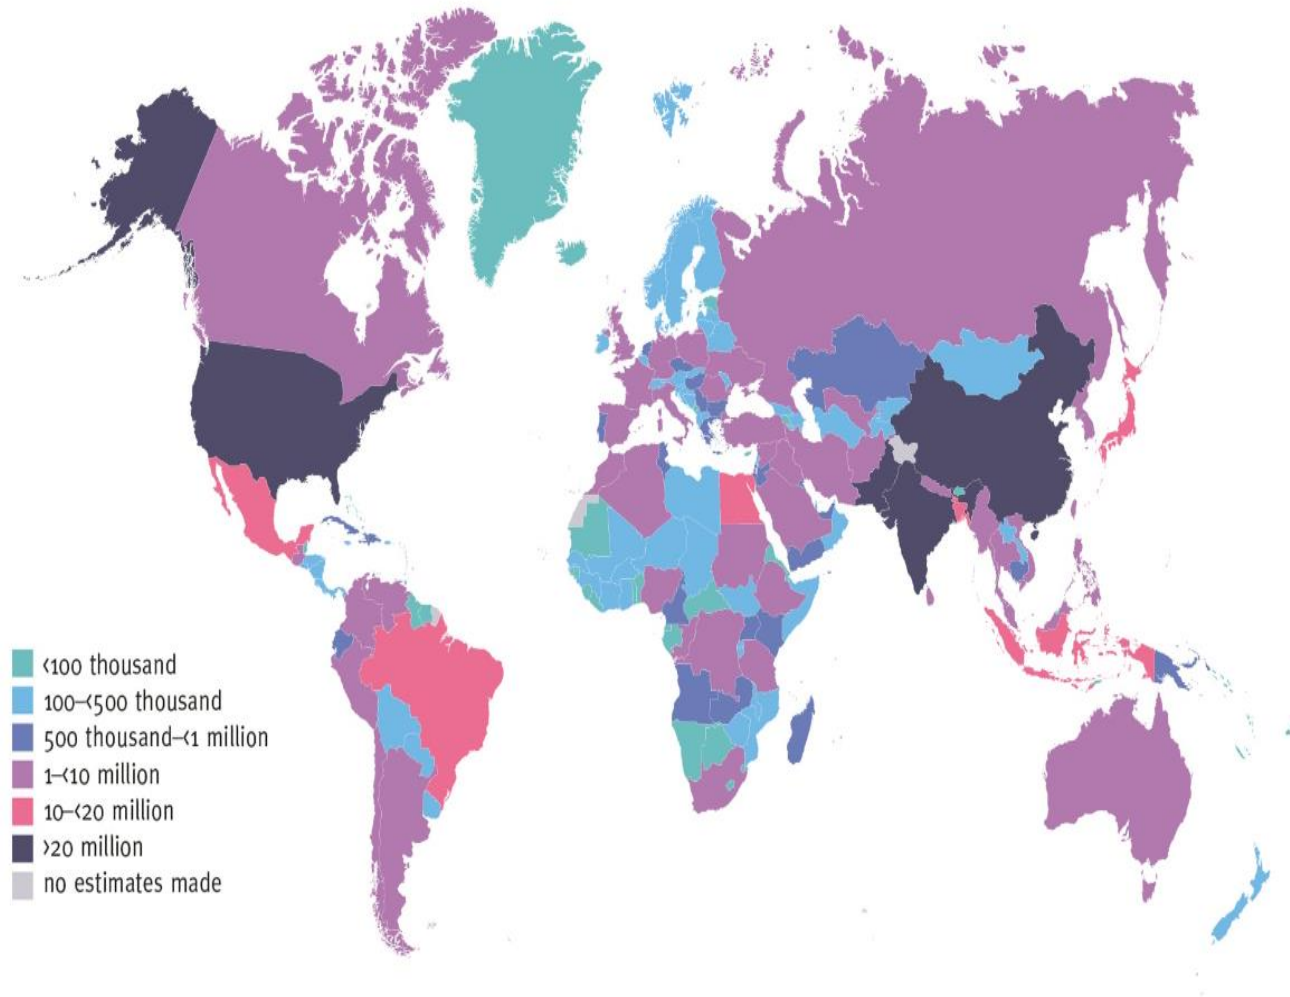 <100 thousand
100–<500 thousand
500 thousand–<1 million
1–<10 million
10–<20 million
>20 million
no estimates made